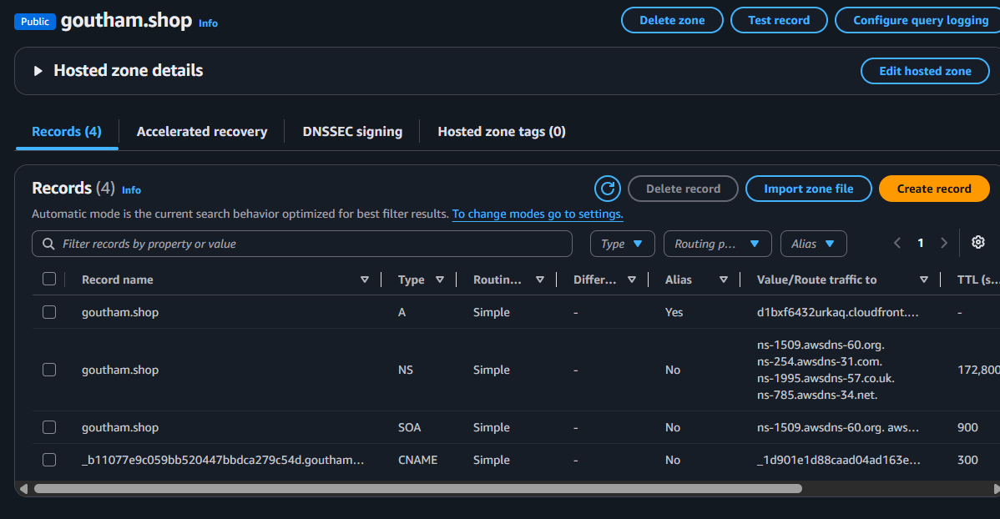 Public goutham.shop Info
Delete zone Test record Configure query logging
Hosted zone details Edit hosted zone
Records (4) Accelerated recovery DNSSEC signing Hosted zone tags (0)
Records (4) Info Delete record Import zone file Create record
Automatic mode is the current search behavior optimized for best filter results. To change modes go to settings.
Filter records by property or value Type Routing p... Alias 1
Record name Type Routin... Differ... Alias Value/Route traffic to TTL (s...
goutham.shop A Simple - Yes d1bxf6432urkaq.cloudfront.... -
ns-1509.awsdns-60.org.
ns-254.awsdns-31.com.
goutham.shop NS Simple - No 172,800
ns-1995.awsdns-57.co.uk.
ns-785.awsdns-34.net.
goutham.shop SOA Simple - No ns-1509.awsdns-60.org. aws... 900
_b11077e9c059bb520447bbdca279c54d.goutham... CNAME Simple - No _1d901e1d88caad04ad163e... 300